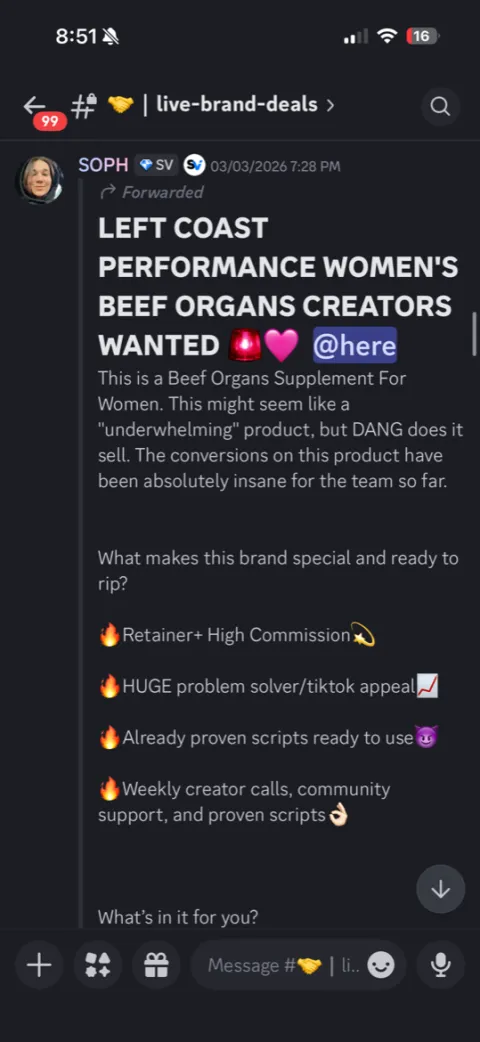 8:51
16
99
# 🤝 | live-brand-deals >
SOPH 💎 SV SV 03/03/2026 7:28 PM
Forwarded
LEFT COAST
PERFORMANCE WOMEN'S
BEEF ORGANS CREATORS
WANTED 🚨🩷 @here
This is a Beef Organs Supplement For
Women. This might seem like a
"underwhelming" product, but DANG does it
sell. The conversions on this product have
been absolutely insane for the team so far.
What makes this brand special and ready to
rip?
🔥Retainer+ High Commission💫
🔥HUGE problem solver/tiktok appeal📈
🔥Already proven scripts ready to use😈
🔥Weekly creator calls, community
support, and proven scripts👌🏻
What's in it for you?
Message #🤝 | li..